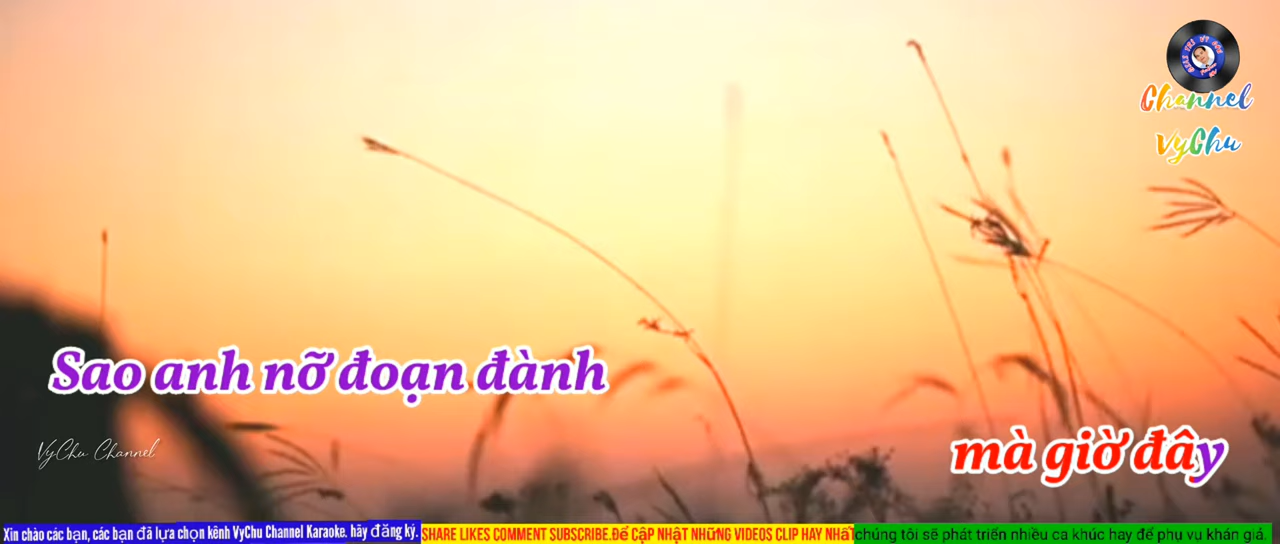 Channel
VyChu
Sao anh nỡ đoạn đành
mà giờ đây
VyChu Channel
Xin chào các bạn, các bạn đã lựa chọn kênh VyChu Channel Karaoke. hãy đăng ký. SHARE LIKES COMMENT SUBSCRIBE.Để CậP NHậT NHữNG VIDEOS CLIP HAY NHấT chúng tôi sẽ phát triển nhiều ca khúc hay để phụ vụ khán giả.